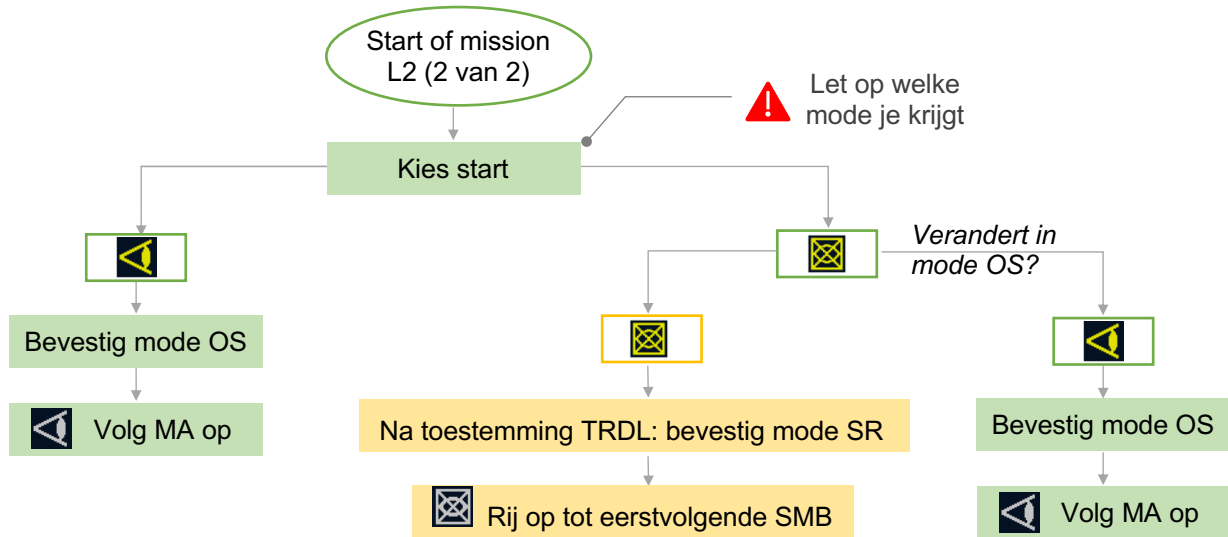 Start of mission
L2 (2 van 2)
Let op welke
mode je krijgt
Kies start
Verandert in
mode OS?
Bevestig mode OS
Volg MA op
Na toestemming TRDL: bevestig mode SR
Rij op tot eerstvolgende SMB
Bevestig mode OS
Volg MA op